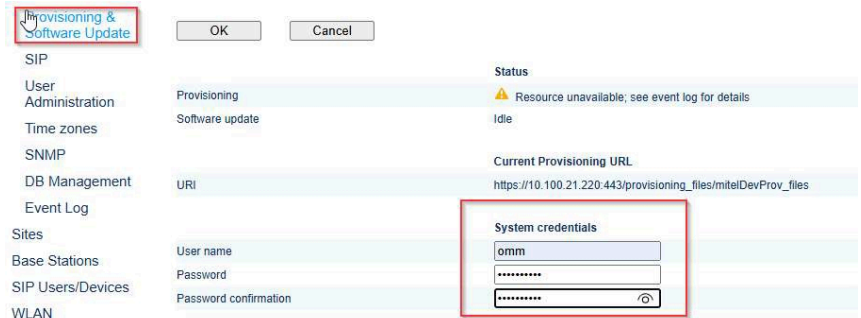 Provisioning &
Software Update
SIP
User
Administration
Time zones
SNMP
DB Management
Event Log
Sites
Base Stations
SIP Users/Devices
WLAN
OK Cancel
Status
Provisioning Resource unavailable; see event log for details
Software update Idle
Current Provisioning URL
URI https://10.100.21.220:443/provisioning_files/mitelDevProv_files
System credentials
User name omm
Password ••••••••••
Password confirmation ••••••••••